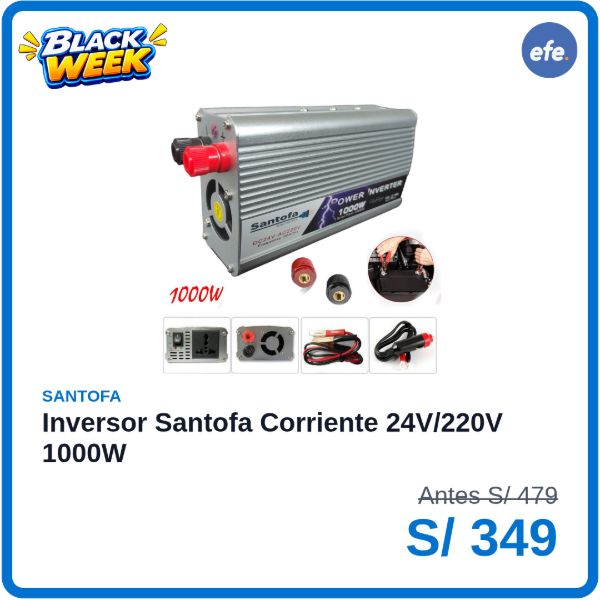 BLACK
WEEK
efe.
Santofa
POWER INVERTER
1000W
DC24V-AC220V
1000W
SANTOFA
Inversor Santofa Corriente 24V/220V
1000W
Antes S/ 479
S/ 349